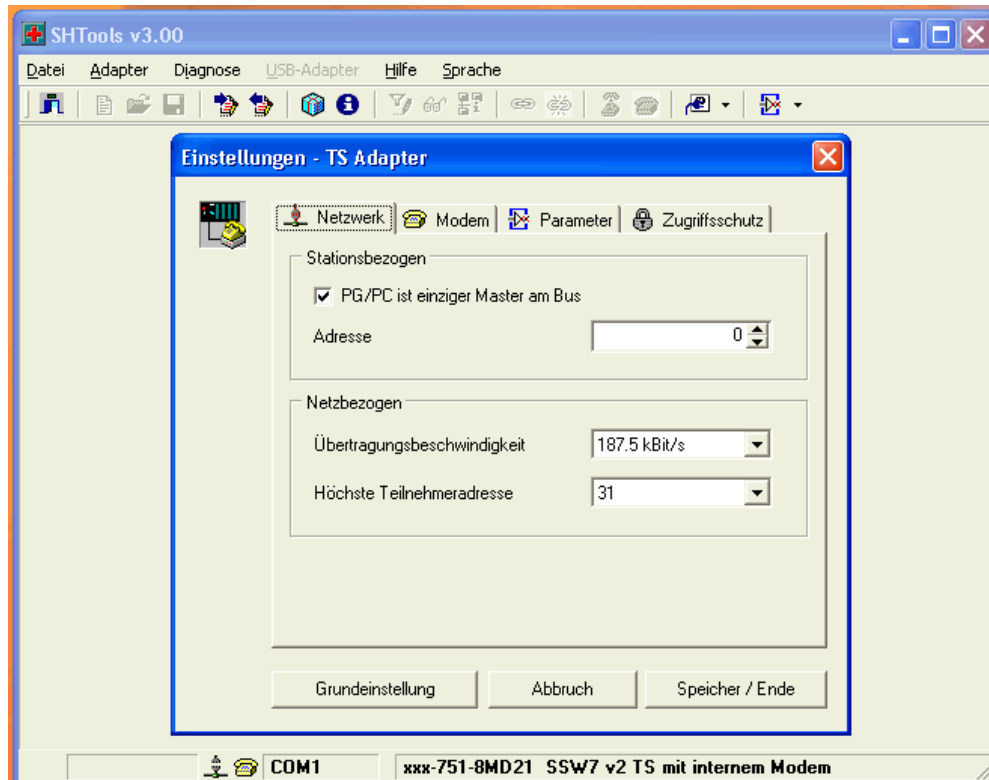 SHTools v3.00
Datei Adapter Diagnose USB-Adapter Hilfe Sprache
Einstellungen - TS Adapter
Netzwerk Modem Parameter Zugriffsschutz
Stationsbezogen
PG/PC ist einziger Master am Bus
Adresse 0
Netzbezogen
Übertragungsbeschwindigkeit 187.5 kBit/s
Höchste Teilnehmeradresse 31
Grundeinstellung Abbruch Speicher / Ende
COM1 xxx-751-8MD21 SSW7 v2 TS mit internem Modem